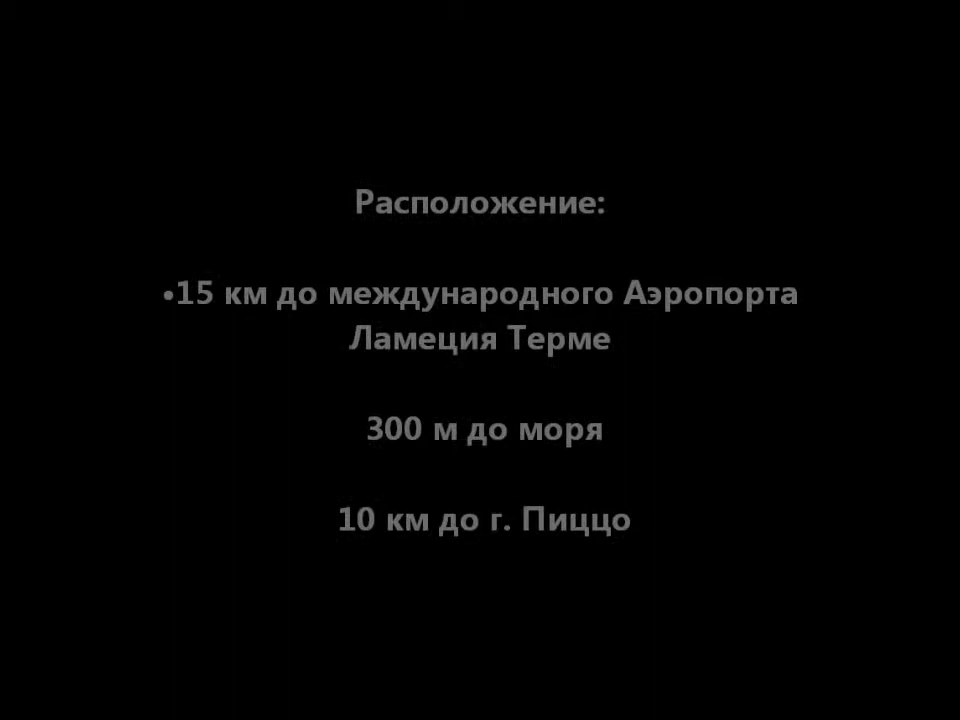 Расположение:
•15 км до международного Аэропорта
Ламеция Терме
300 м до моря
10 км до г. Пиццо